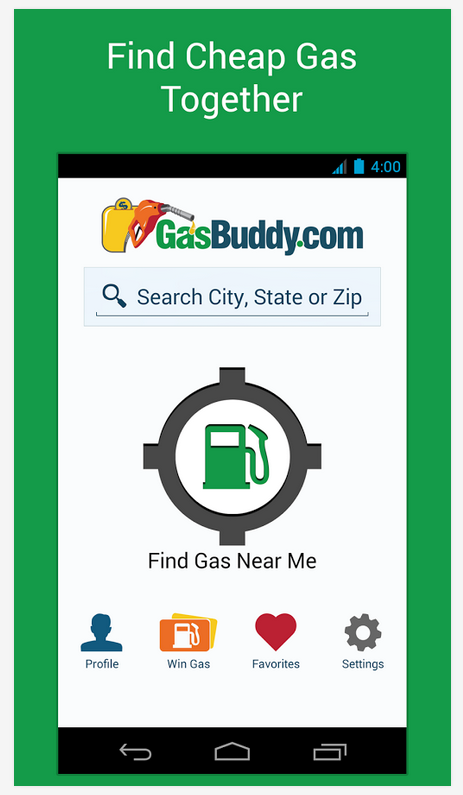 Find Cheap Gas
Together
4:00
GasBuddy.com
Search City, State or Zip
Find Gas Near Me
Profile
Win Gas
Favorites
Settings